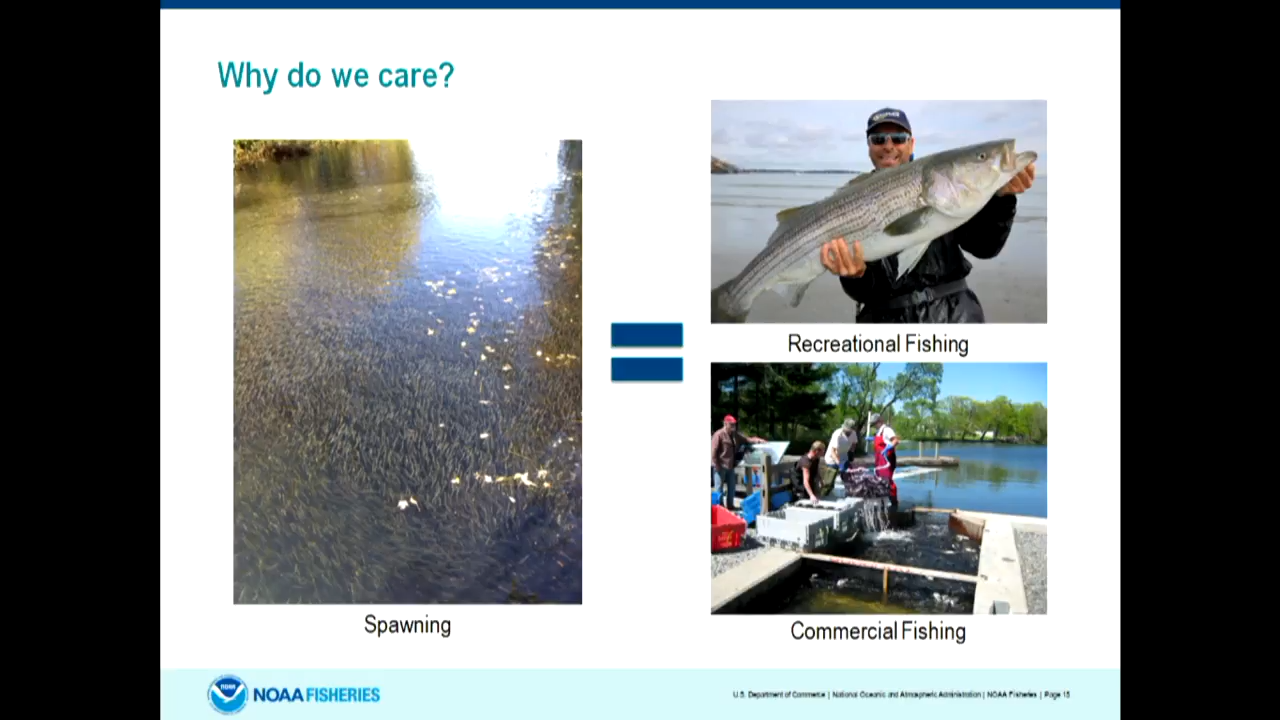 Why do we care?
Recreational Fishing
Spawning
Commercial Fishing
NOAA
NOAA FISHERIES
U.S. Department of Commerce | National Oceanic and Atmospheric Administration | NOAA Fisheries | Page 15